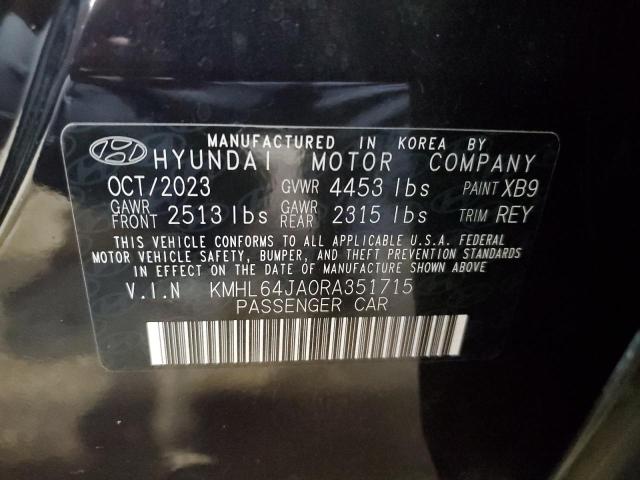 MANUFACTURED IN KOREA BY
HYUNDAI MOTOR COMPANY
OCT/2023 GVWR 4453 lbs PAINT XB9
GAWR FRONT 2513 lbs GAWR REAR 2315 lbs TRIM REY
THIS VEHICLE CONFORMS TO ALL APPLICABLE U.S.A. FEDERAL
MOTOR VEHICLE SAFETY, BUMPER, AND THEFT PREVENTION STANDARDS
IN EFFECT ON THE DATE OF MANUFACTURE SHOWN ABOVE.
V.I.N KMHL64JA0RA351715
PASSENGER CAR